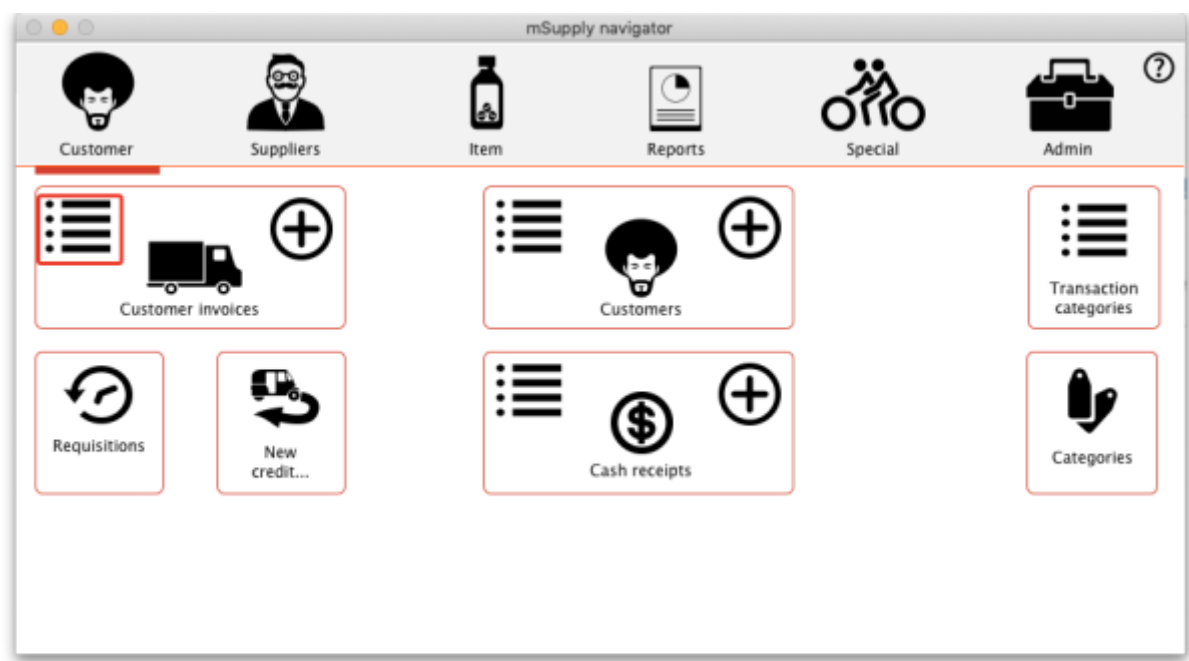 mSupply navigator
?
Customer
Suppliers
Item
Reports
Special
Admin
Customer invoices
Customers
Transaction
categories
Requisitions
New
credit...
$
Cash receipts
Categories